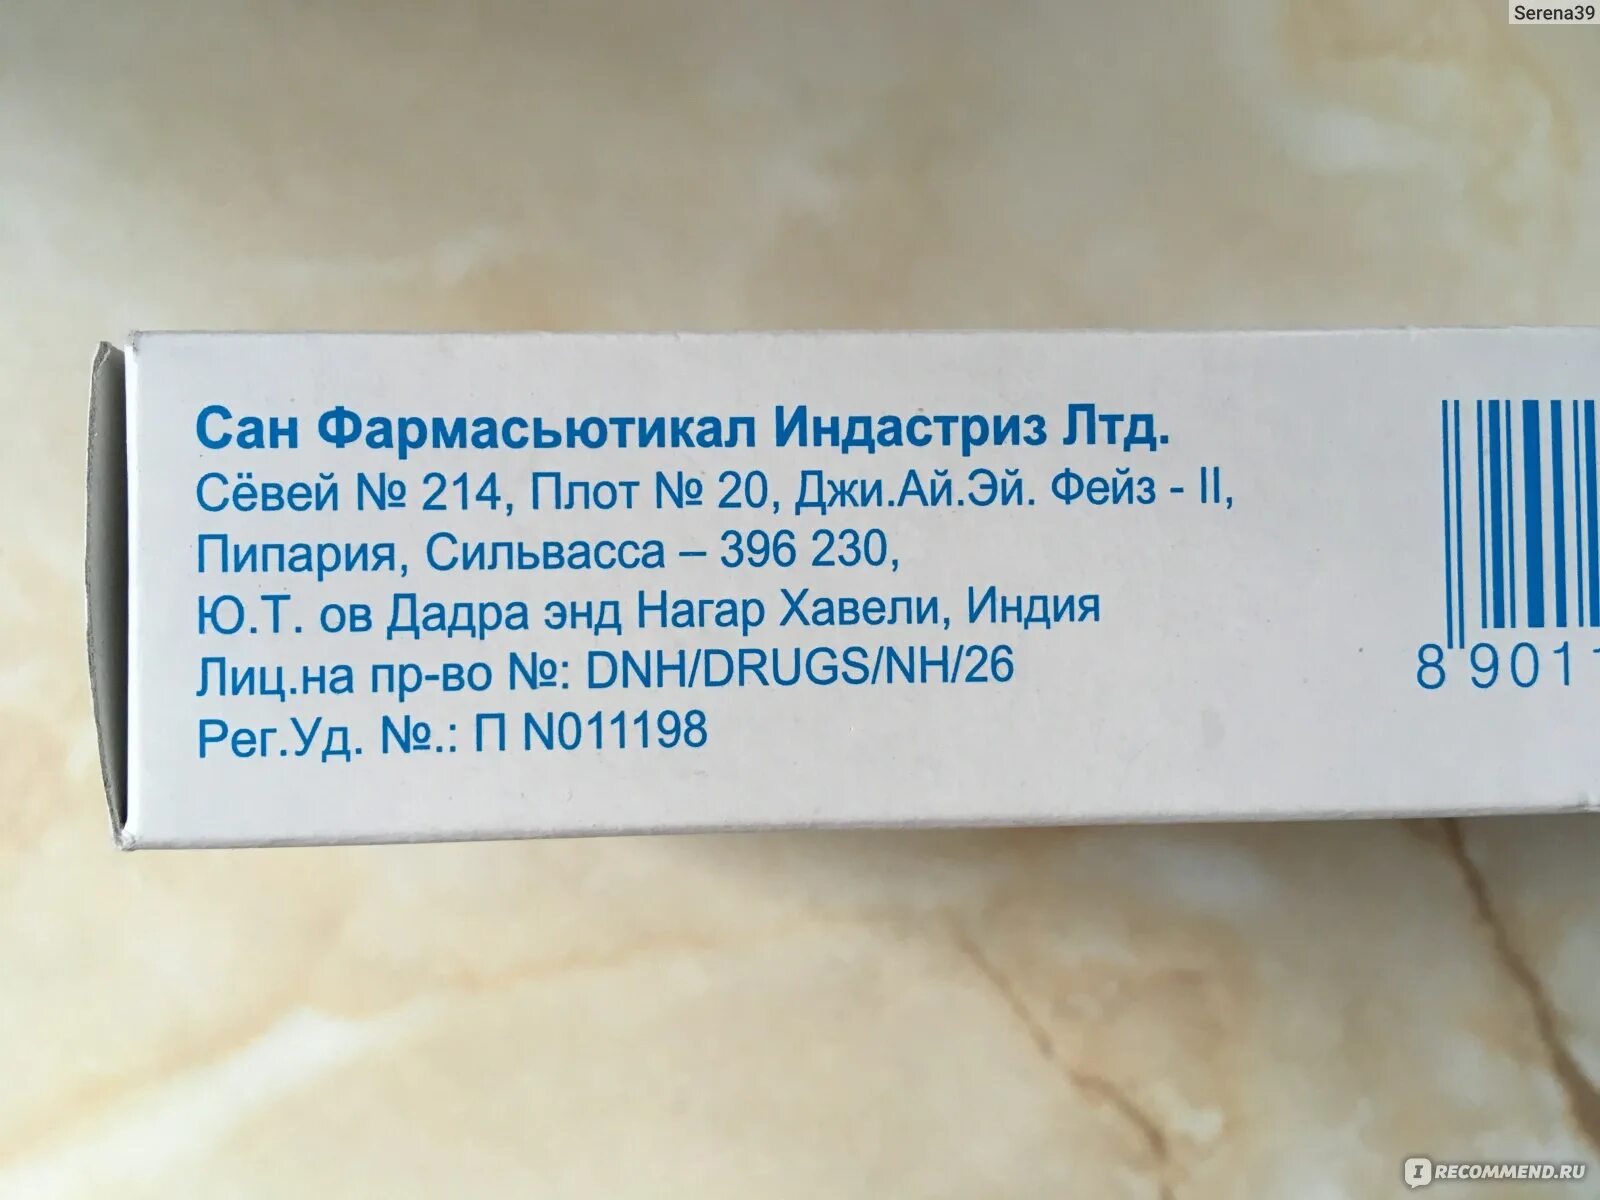 Serena39
Сан Фармасьютикал Индастриз Лтд.
Сёвей № 214, Плот № 20, Джи.Ай.Эй. Фейз - II,
Пипария, Сильвасса – 396 230,
Ю.Т. ов Дадра энд Нагар Хавели, Индия
Лиц.на пр-во №: DNH/DRUGS/NH/26
Рег.Уд. №.: П N011198
8 901
IRECOMMEND.RU